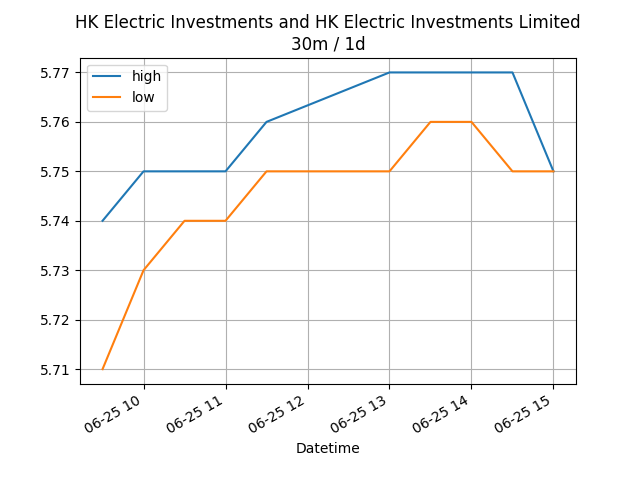 HK Electric Investments and HK Electric Investments Limited
30m / 1d
high
low
5.77
5.76
5.75
5.74
5.73
5.72
5.71
06-25 10
06-25 11
06-25 12
06-25 13
06-25 14
06-25 15
Datetime